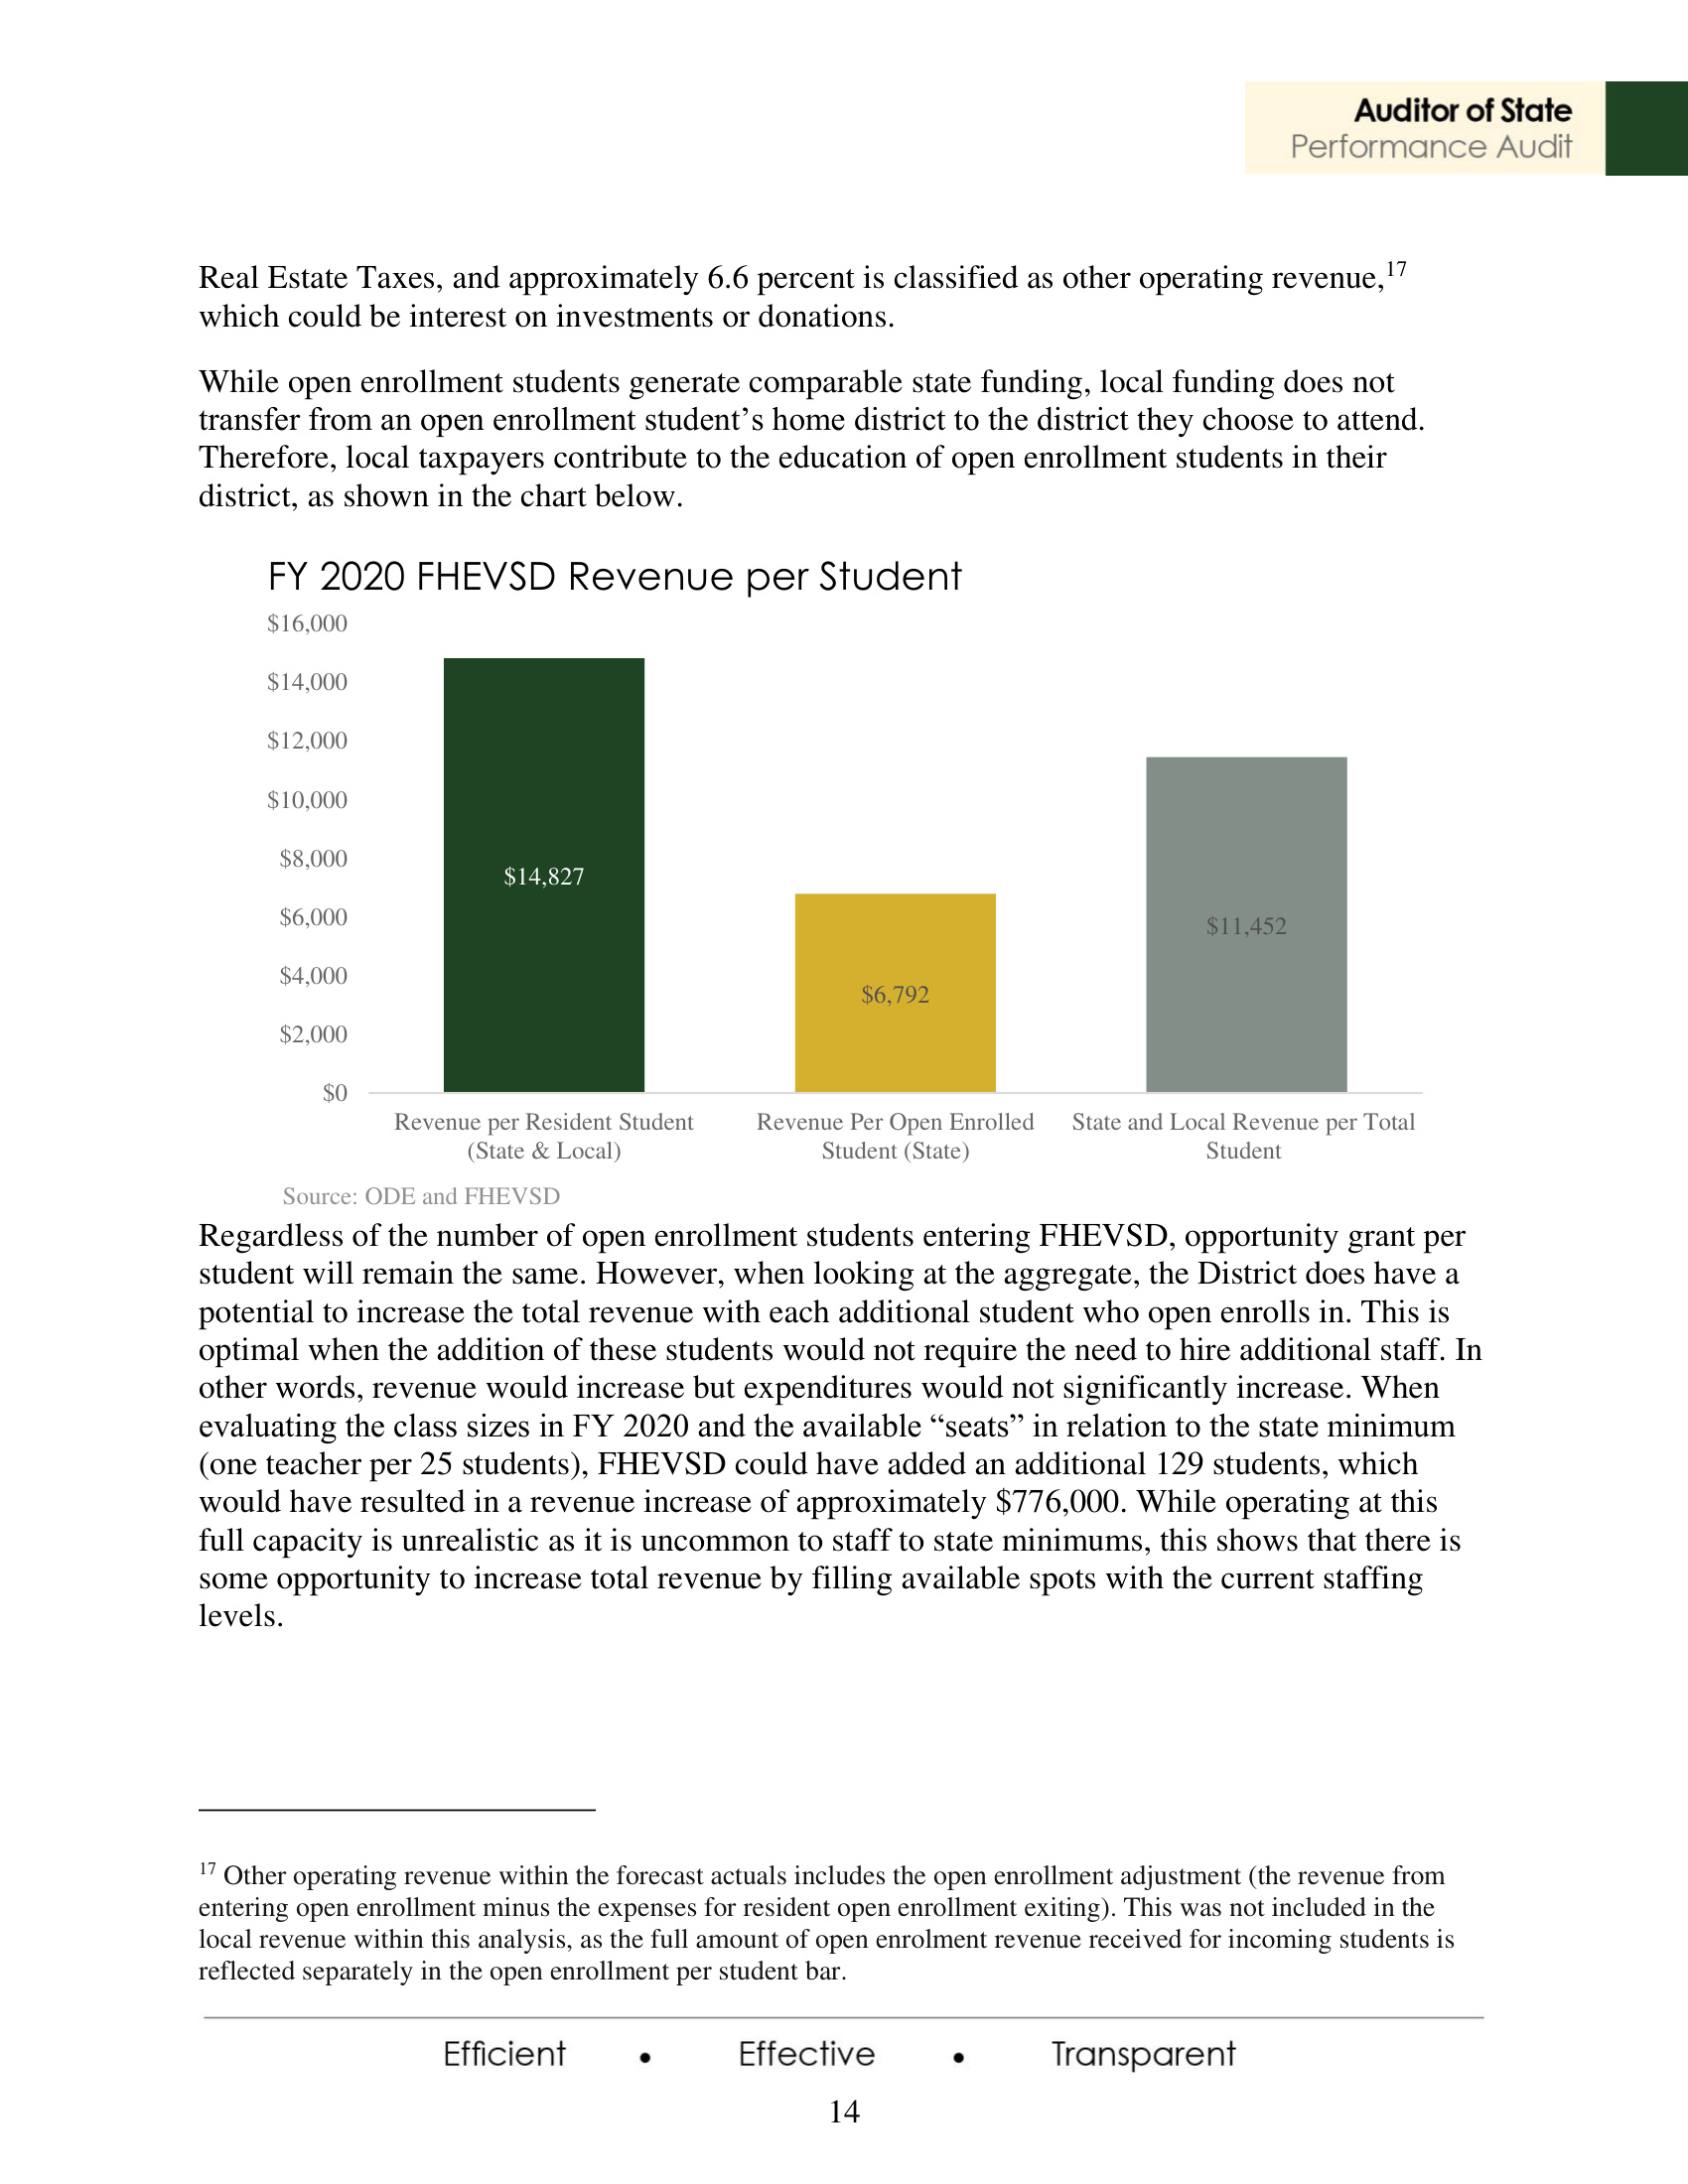 Auditor of State
Performance Audit
Real Estate Taxes, and approximately 6.6 percent is classified as other operating revenue,17
which could be interest on investments or donations.
While open enrollment students generate comparable state funding, local funding does not
transfer from an open enrollment student’s home district to the district they choose to attend.
Therefore, local taxpayers contribute to the education of open enrollment students in their
district, as shown in the chart below.
FY 2020 FHEVSD Revenue per Student
$16,000
$14,000
$12,000
$10,000
$8,000
$6,000
$4,000
$2,000
$0
$14,827
$6,792
$11,452
Revenue per Resident Student
(State & Local)
Revenue Per Open Enrolled
Student (State)
State and Local Revenue per Total
Student
Source: ODE and FHEVSD
Regardless of the number of open enrollment students entering FHEVSD, opportunity grant per
student will remain the same. However, when looking at the aggregate, the District does have a
potential to increase the total revenue with each additional student who open enrolls in. This is
optimal when the addition of these students would not require the need to hire additional staff. In
other words, revenue would increase but expenditures would not significantly increase. When
evaluating the class sizes in FY 2020 and the available “seats” in relation to the state minimum
(one teacher per 25 students), FHEVSD could have added an additional 129 students, which
would have resulted in a revenue increase of approximately $776,000. While operating at this
full capacity is unrealistic as it is uncommon to staff to state minimums, this shows that there is
some opportunity to increase total revenue by filling available spots with the current staffing
levels.
17 Other operating revenue within the forecast actuals includes the open enrollment adjustment (the revenue from
entering open enrollment minus the expenses for resident open enrollment exiting). This was not included in the
local revenue within this analysis, as the full amount of open enrolment revenue received for incoming students is
reflected separately in the open enrollment per student bar.
Efficient • Effective • Transparent
14